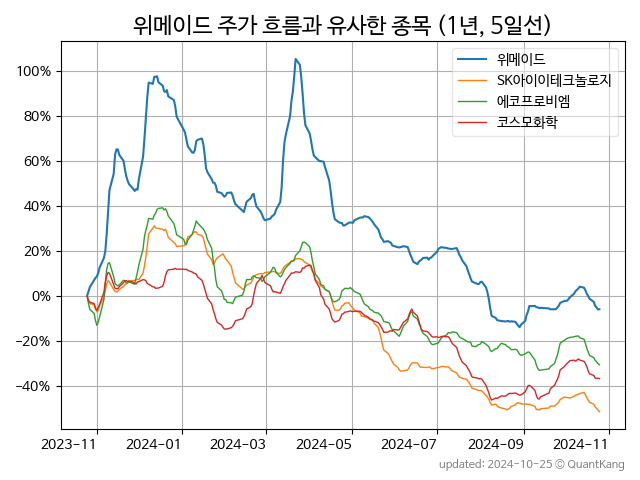 위메이드 주가 흐름과 유사한 종목 (1년, 5일선)
위메이드
SK아이이테크놀로지
에코프로비엠
코스모화학
100%
80%
60%
40%
20%
0%
−20%
−40%
2023-11 2024-01 2024-03 2024-05 2024-07 2024-09 2024-11
updated: 2024-10-25 © QuantKang